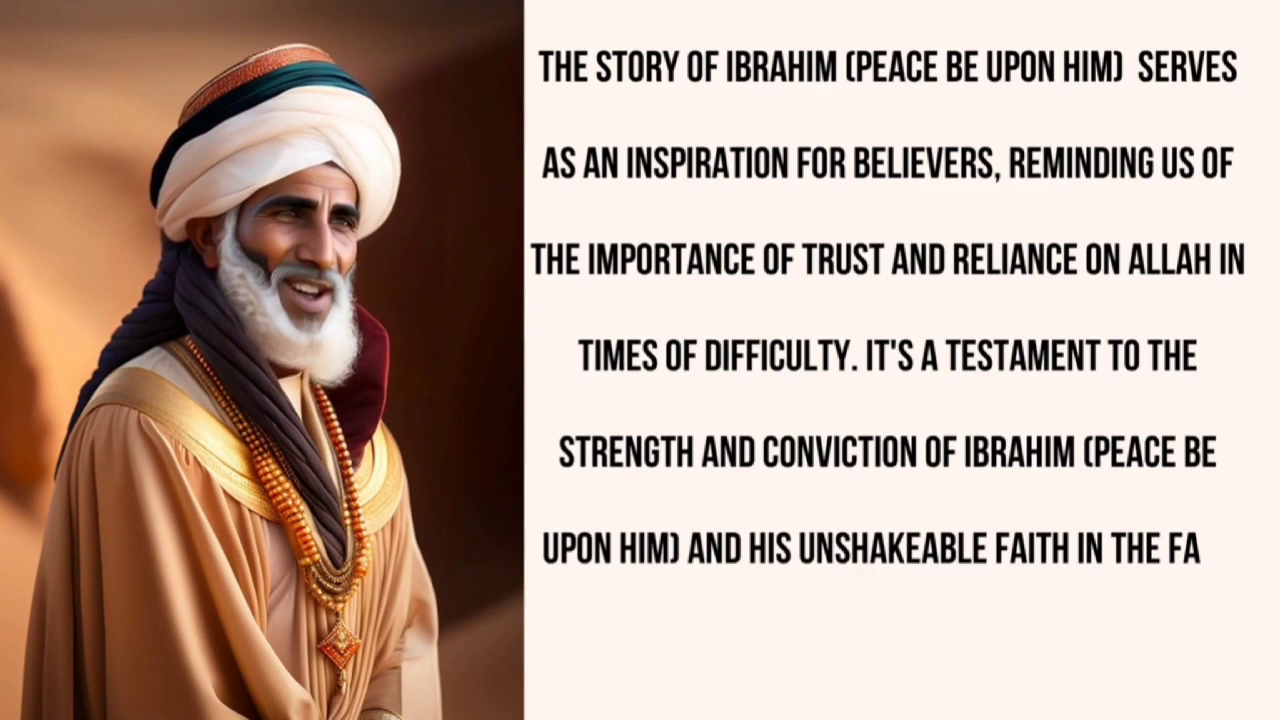 THE STORY OF IBRAHIM (PEACE BE UPON HIM) SERVES
AS AN INSPIRATION FOR BELIEVERS, REMINDING US OF
THE IMPORTANCE OF TRUST AND RELIANCE ON ALLAH IN
TIMES OF DIFFICULTY. IT'S A TESTAMENT TO THE
STRENGTH AND CONVICTION OF IBRAHIM (PEACE BE
UPON HIM) AND HIS UNSHAKEABLE FAITH IN THE FA